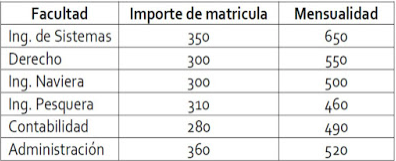 Facultad Importe de matricula Mensualidad
Ing. de Sistemas 350 650
Derecho 300 550
Ing. Naviera 300 500
Ing. Pesquera 310 460
Contabilidad 280 490
Administración 360 520